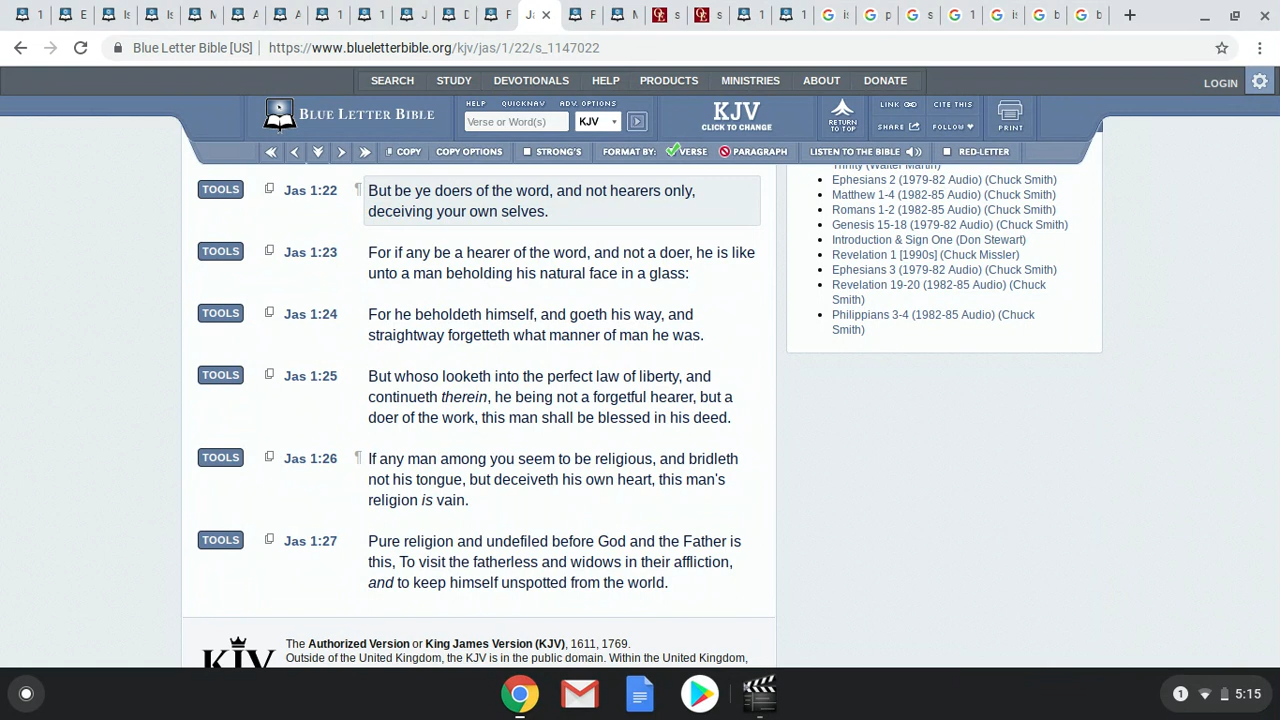 1
E
Is
Is
M
A
A
1
1
J
D
F
J
F
M
s
s
1
1
is
p
s
1
is
b
b
Blue Letter Bible [US] https://www.blueletterbible.org/kjv/jas/1/22/s_1147022
SEARCH STUDY DEVOTIONALS HELP PRODUCTS MINISTRIES ABOUT DONATE LOGIN
BLUE LETTER BIBLE
HELP QUICKNAV ADV. OPTIONS
Verse or Word(s) KJV
KJV
CLICK TO CHANGE
RETURN
TO TOP
LINK CITE THIS
SHARE FOLLOW
PRINT
COPY COPY OPTIONS STRONG'S FORMAT BY: VERSE PARAGRAPH LISTEN TO THE BIBLE RED-LETTER
TOOLS Jas 1:22 ¶ But be ye doers of the word, and not hearers only,
deceiving your own selves.
TOOLS Jas 1:23 For if any be a hearer of the word, and not a doer, he is like
unto a man beholding his natural face in a glass:
TOOLS Jas 1:24 For he beholdeth himself, and goeth his way, and
straightway forgetteth what manner of man he was.
TOOLS Jas 1:25 But whoso looketh into the perfect law of liberty, and
continueth therein, he being not a forgetful hearer, but a
doer of the work, this man shall be blessed in his deed.
TOOLS Jas 1:26 ¶ If any man among you seem to be religious, and bridleth
not his tongue, but deceiveth his own heart, this man's
religion is vain.
TOOLS Jas 1:27 Pure religion and undefiled before God and the Father is
this, To visit the fatherless and widows in their affliction,
and to keep himself unspotted from the world.
Trinity (Walter Martin)
Ephesians 2 (1979-82 Audio) (Chuck Smith)
Matthew 1-4 (1982-85 Audio) (Chuck Smith)
Romans 1-2 (1982-85 Audio) (Chuck Smith)
Genesis 15-18 (1979-82 Audio) (Chuck Smith)
Introduction & Sign One (Don Stewart)
Revelation 1 [1990s] (Chuck Missler)
Ephesians 3 (1979-82 Audio) (Chuck Smith)
Revelation 19-20 (1982-85 Audio) (Chuck
Smith)
Philippians 3-4 (1982-85 Audio) (Chuck
Smith)
KJV
The Authorized Version or King James Version (KJV), 1611, 1769.
Outside of the United Kingdom, the KJV is in the public domain. Within the United Kingdom,
1 5:15